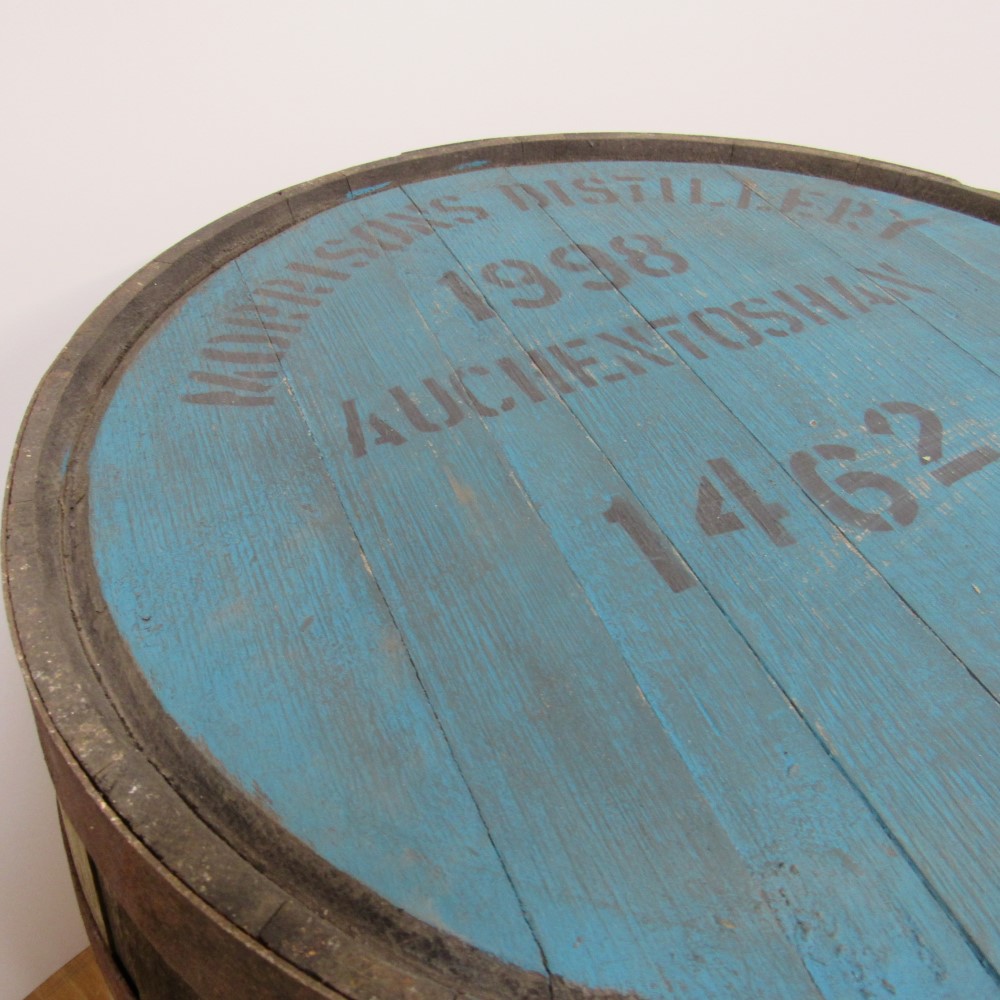 MORRISONS DISTILLERY
1998
AUCHENTOSHAN
1462